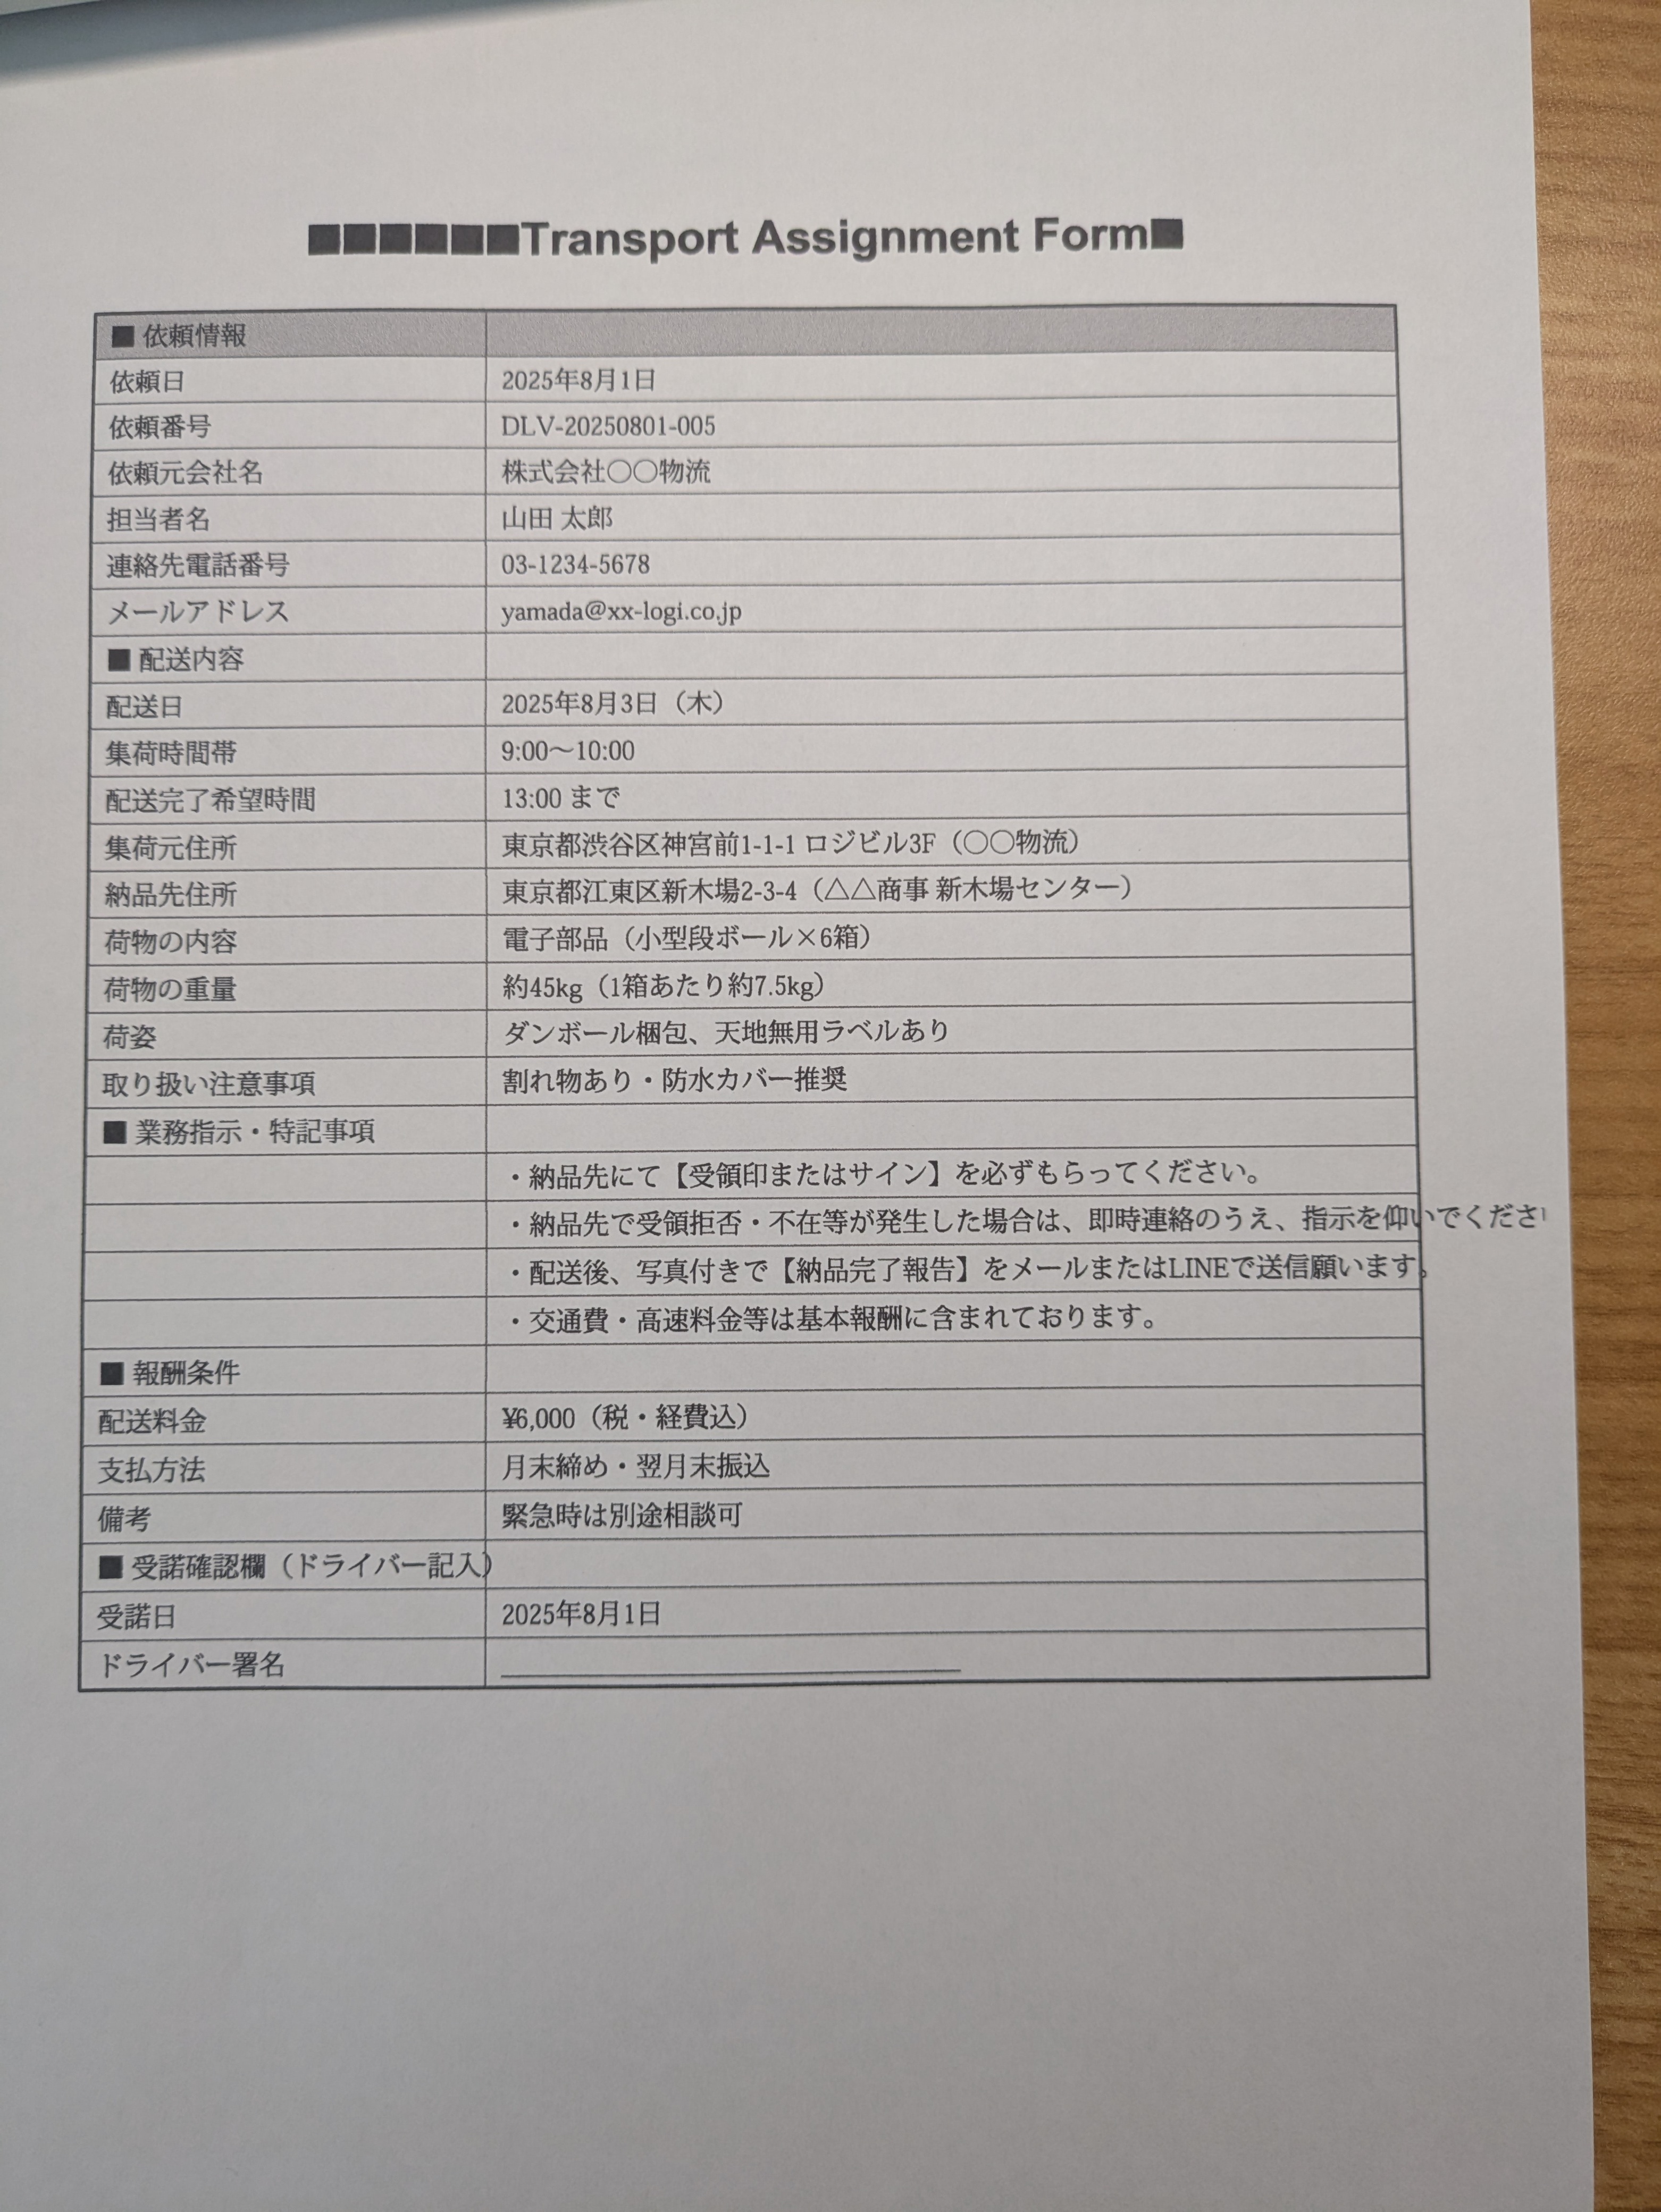 ■■■■■■Transport Assignment Form■
■ 依頼情報
依頼日 2025年8月1日
依頼番号 DLV-20250801-005
依頼元会社名 株式会社〇〇物流
担当者名 山田 太郎
連絡先電話番号 03-1234-5678
メールアドレス yamada@xx-logi.co.jp
■ 配送内容
配送日 2025年8月3日（木）
集荷時間帯 9:00〜10:00
配送完了希望時間 13:00 まで
集荷元住所 東京都渋谷区神宮前1-1-1 ロジビル3F（〇〇物流）
納品先住所 東京都江東区新木場2-3-4（△△商事 新木場センター）
荷物の内容 電子部品（小型段ボール×6箱）
荷物の重量 約45kg（1箱あたり約7.5kg）
荷姿 ダンボール梱包、天地無用ラベルあり
取り扱い注意事項 割れ物あり・防水カバー推奨
■ 業務指示・特記事項
・納品先にて【受領印またはサイン】を必ずもらってください。
・納品先で受領拒否・不在等が発生した場合は、即時連絡のうえ、指示を仰いでくださ
・配送後、写真付きで【納品完了報告】をメールまたはLINEで送信願います。
・交通費・高速料金等は基本報酬に含まれております。
■ 報酬条件
配送料金 ¥6,000（税・経費込）
支払方法 月末締め・翌月末振込
備考 緊急時は別途相談可
■ 受諾確認欄（ドライバー記入）
受諾日 2025年8月1日
ドライバー署名